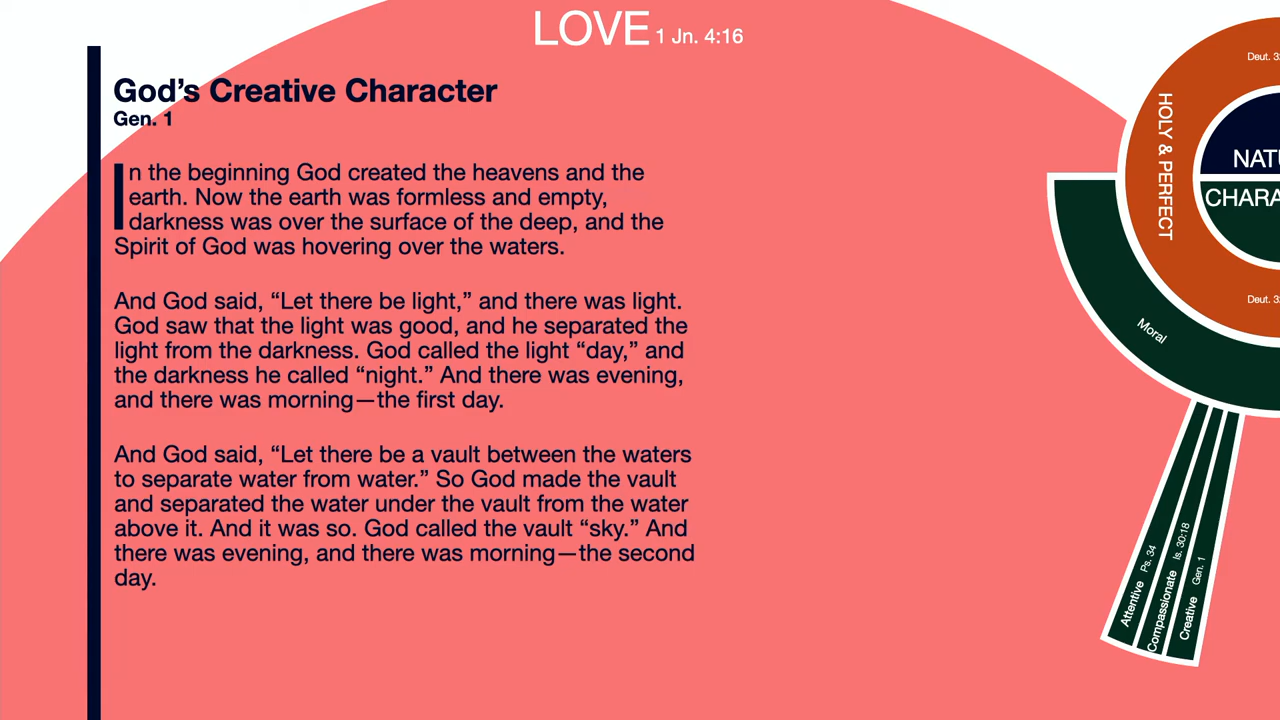 LOVE 1 Jn. 4:16
God’s Creative Character
Gen. 1
In the beginning God created the heavens and the
earth. Now the earth was formless and empty,
darkness was over the surface of the deep, and the
Spirit of God was hovering over the waters.
And God said, “Let there be light,” and there was light.
God saw that the light was good, and he separated the
light from the darkness. God called the light “day,” and
the darkness he called “night.” And there was evening,
and there was morning—the first day.
And God said, “Let there be a vault between the waters
to separate water from water.” So God made the vault
and separated the water under the vault from the water
above it. And it was so. God called the vault “sky.” And
there was evening, and there was morning—the second
day.
Deut.
HOLY & PERFECT
Deut.
Moral
Attentive Ps. 34
Compassionate Is. 30:18
Creative Gen. 1